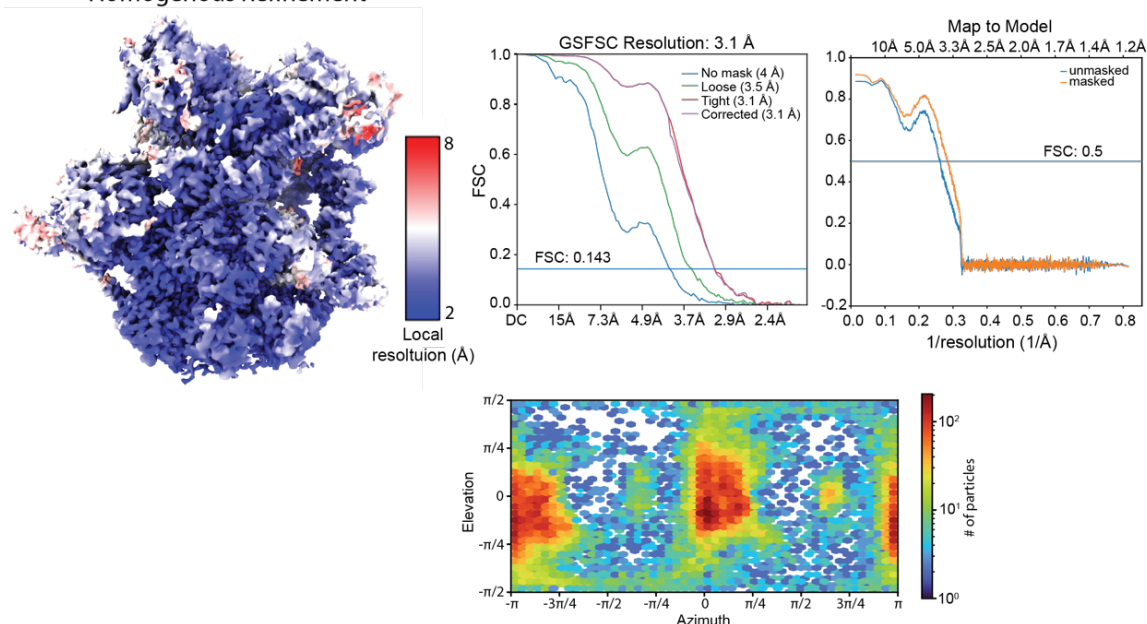 Homogenous Refinement
8
2
Local
resoltuion (Å)
GSFSC Resolution: 3.1 Å
No mask (4 Å)
Loose (3.5 Å)
Tight (3.1 Å)
Corrected (3.1 Å)
FSC
1.0
0.8
0.6
0.4
0.2
0.0
FSC: 0.143
DC 15Å 7.3Å 4.9Å 3.7Å 2.9Å 2.4Å
Map to Model
10Å 5.0Å 3.3Å 2.5Å 2.0Å 1.7Å 1.4Å 1.2Å
unmasked
masked
1.0
0.8
0.6
0.4
0.2
0.0
-0.2
FSC: 0.5
0.0 0.1 0.2 0.3 0.4 0.5 0.6 0.7 0.8
1/resolution (1/Å)
Elevation
π/2
π/4
0
-π/4
-π/2
-π -3π/4 -π/2 -π/4 0 π/4 π/2 3π/4 π
Azimuth
10²
10¹
10⁰
# of particles